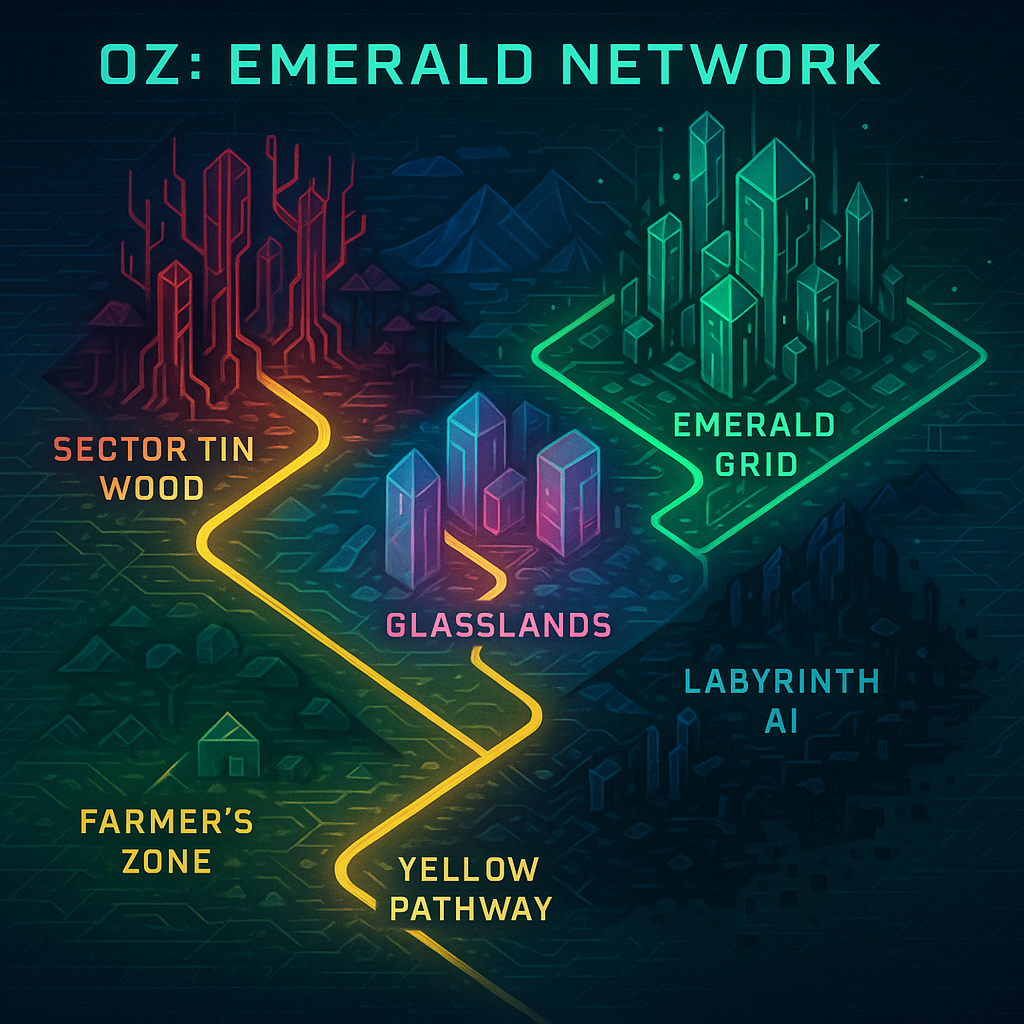 OZ: EMERALD NETWORK
SECTOR TIN
WOOD
EMERALD
GRID
GLASSLANDS
LABYRINTH
AI
FARMER'S
ZONE
YELLOW
PATHWAY